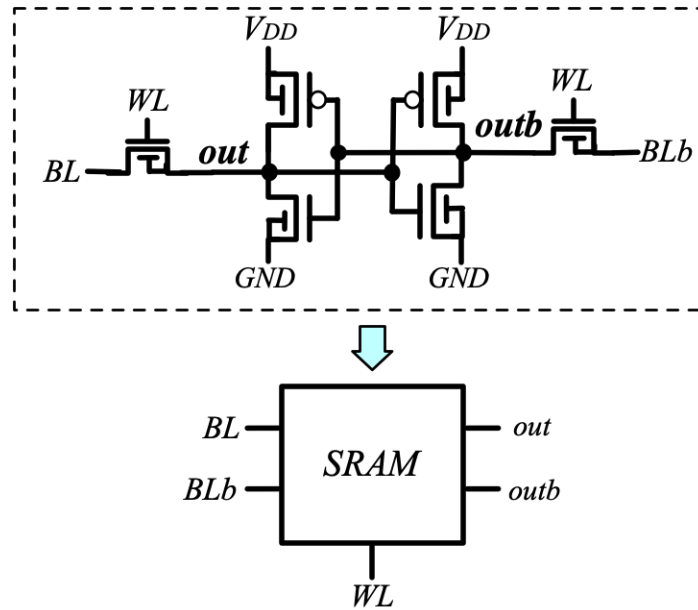 VDD VDD
WL WL
out outb
BL BLb
GND GND
BL out
SRAM
BLb outb
WL